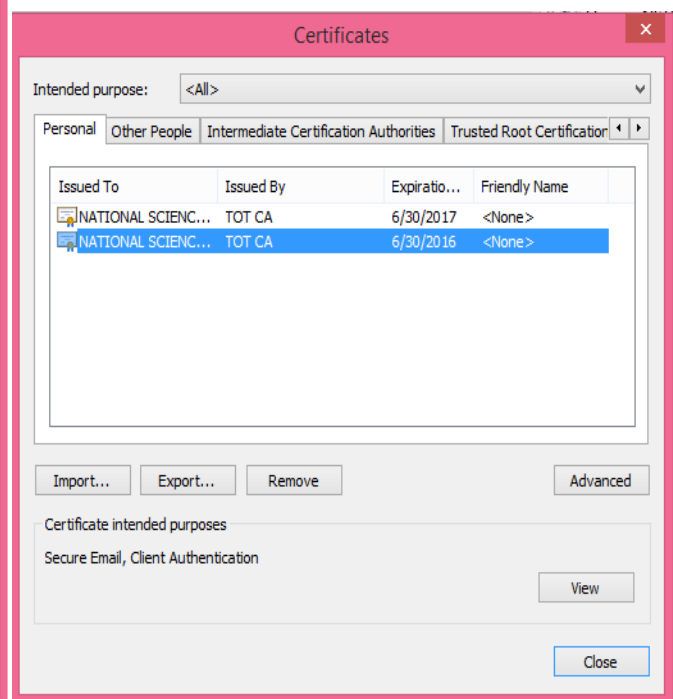 Certificates
x
Intended purpose: <All>
Personal Other People Intermediate Certification Authorities Trusted Root Certification
Issued To Issued By Expiratio... Friendly Name
NATIONAL SCIENC... TOT CA 6/30/2017 <None>
NATIONAL SCIENC... TOT CA 6/30/2016 <None>
Import... Export... Remove Advanced
Certificate intended purposes
Secure Email, Client Authentication
View
Close